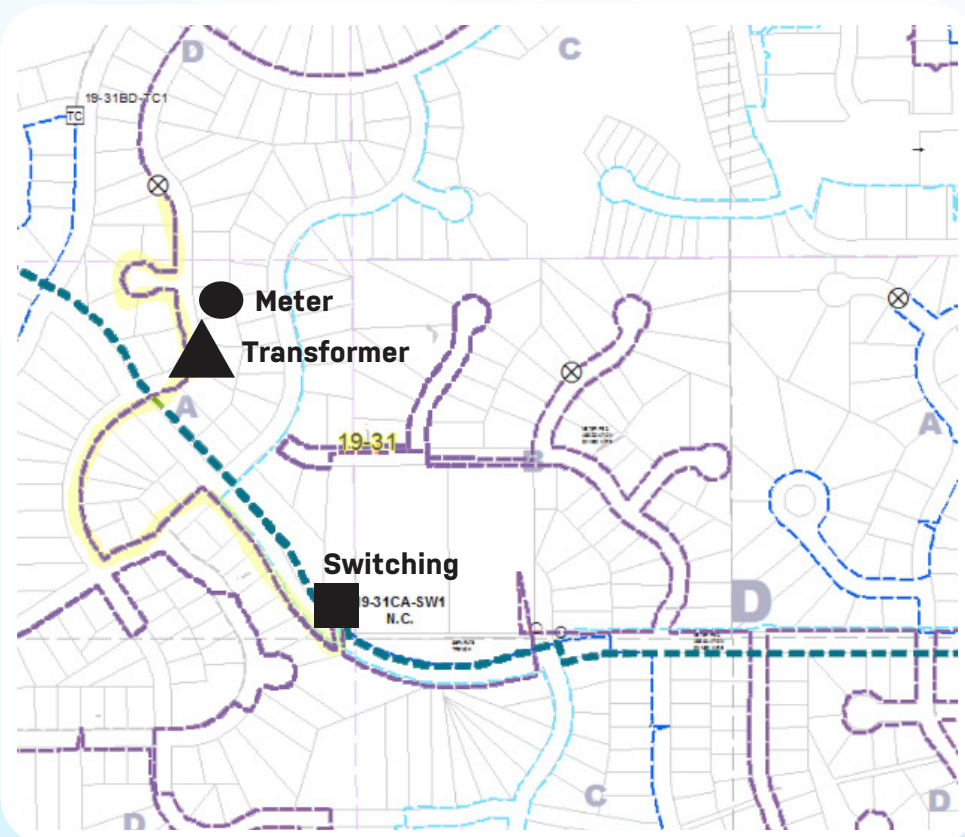 D
C
19-31BD-TC1
TC
Meter
Transformer
A
19-31
A
B
Switching
19-31CA-SW1
N.C.
D
C
D
D